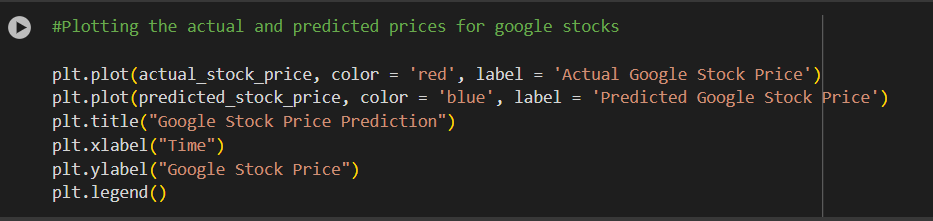 #Plotting the actual and predicted prices for google stocks
plt.plot(actual_stock_price, color = 'red', label = 'Actual Google Stock Price')
plt.plot(predicted_stock_price, color = 'blue', label = 'Predicted Google Stock Price')
plt.title("Google Stock Price Prediction")
plt.xlabel("Time")
plt.ylabel("Google Stock Price")
plt.legend()